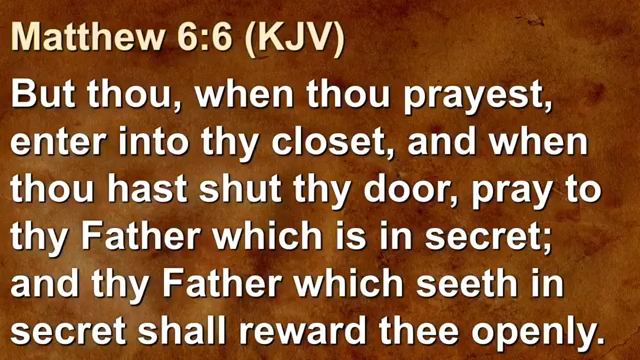 Matthew 6:6 (KJV)
But thou, when thou prayest,
enter into thy closet, and when
thou hast shut thy door, pray to
thy Father which is in secret;
and thy Father which seeth in
secret shall reward thee openly.